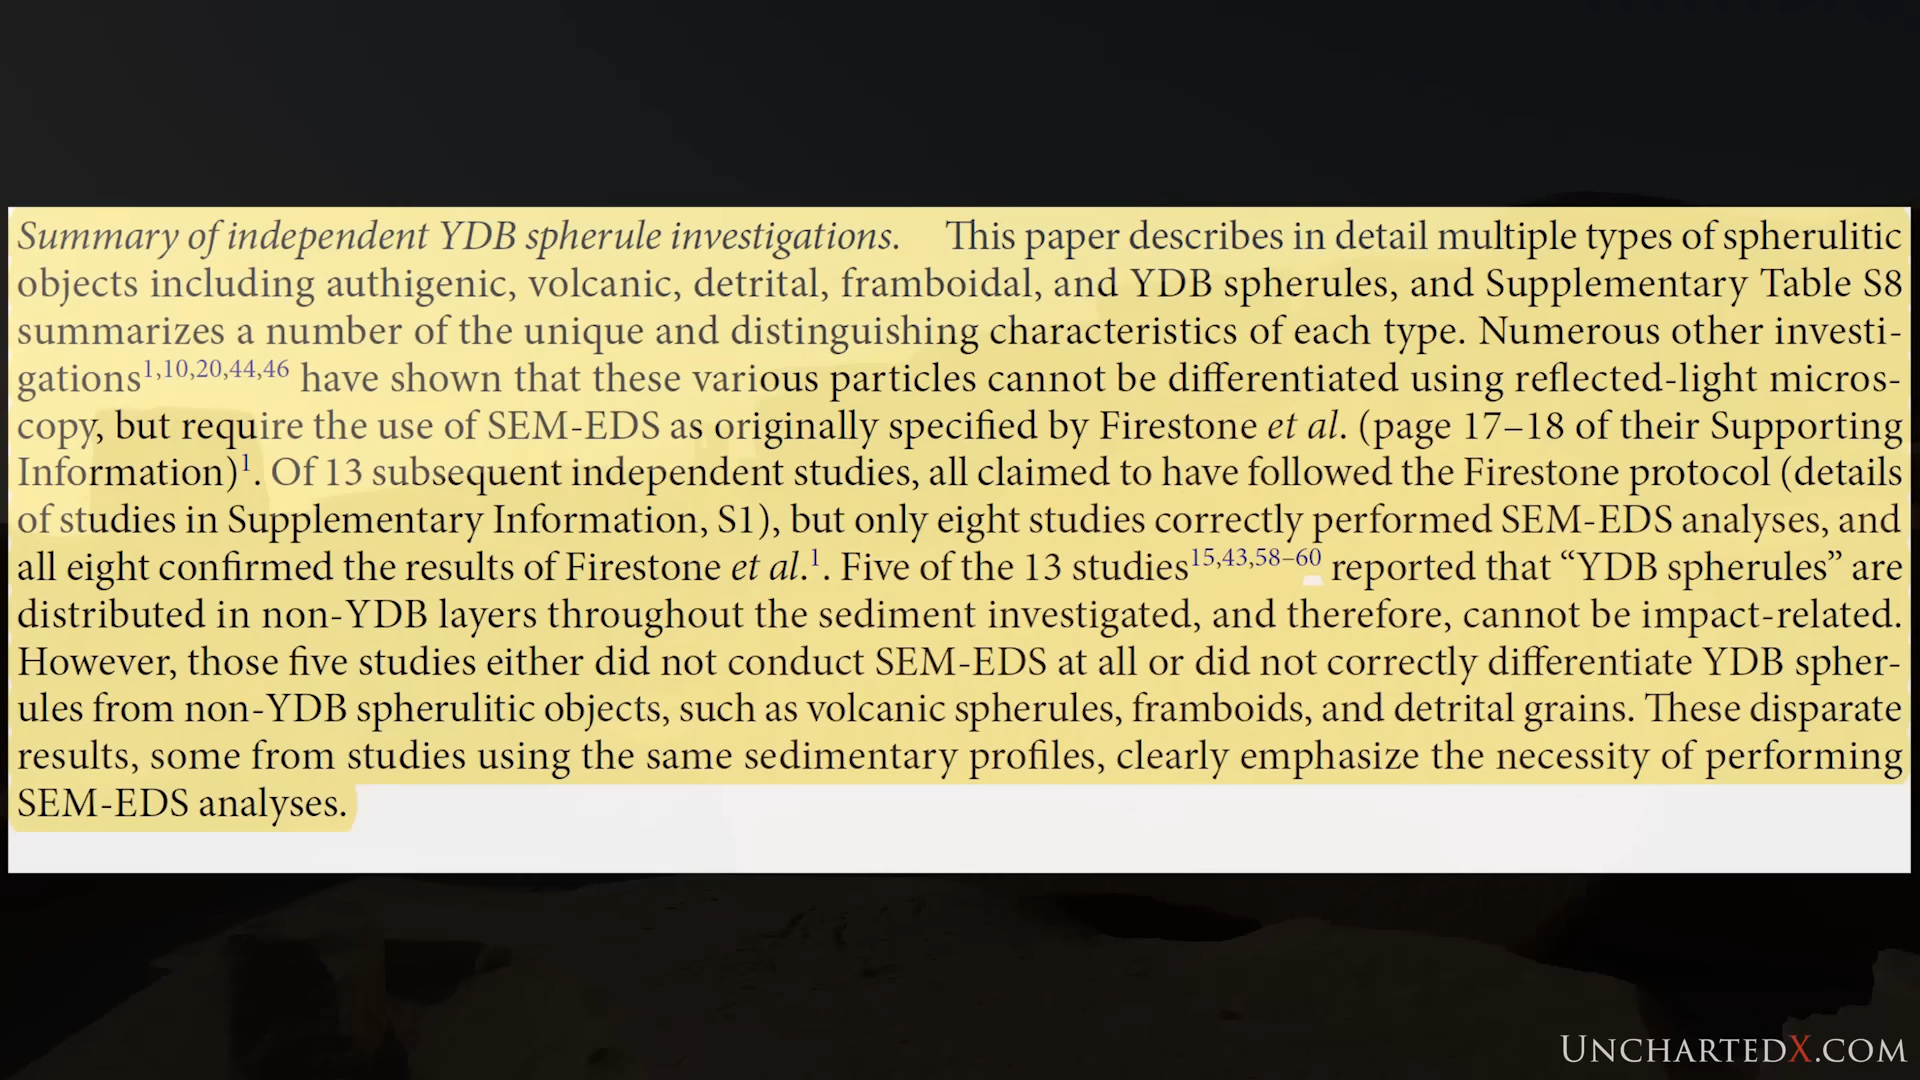 Summary of independent YDB spherule investigations. This paper describes in detail multiple types of spherulitic
objects including authigenic, volcanic, detrital, framboidal, and YDB spherules, and Supplementary Table S8
summarizes a number of the unique and distinguishing characteristics of each type. Numerous other investi-
gations1,10,20,44,46 have shown that these various particles cannot be differentiated using reflected-light micros-
copy, but require the use of SEM-EDS as originally specified by Firestone et al. (page 17–18 of their Supporting
Information)1. Of 13 subsequent independent studies, all claimed to have followed the Firestone protocol (details
of studies in Supplementary Information, S1), but only eight studies correctly performed SEM-EDS analyses, and
all eight confirmed the results of Firestone et al.1. Five of the 13 studies15,43,58–60 reported that “YDB spherules” are
distributed in non-YDB layers throughout the sediment investigated, and therefore, cannot be impact-related.
However, those five studies either did not conduct SEM-EDS at all or did not correctly differentiate YDB spher-
ules from non-YDB spherulitic objects, such as volcanic spherules, framboids, and detrital grains. These disparate
results, some from studies using the same sedimentary profiles, clearly emphasize the necessity of performing
SEM-EDS analyses.
UNCHARTEDX.COM